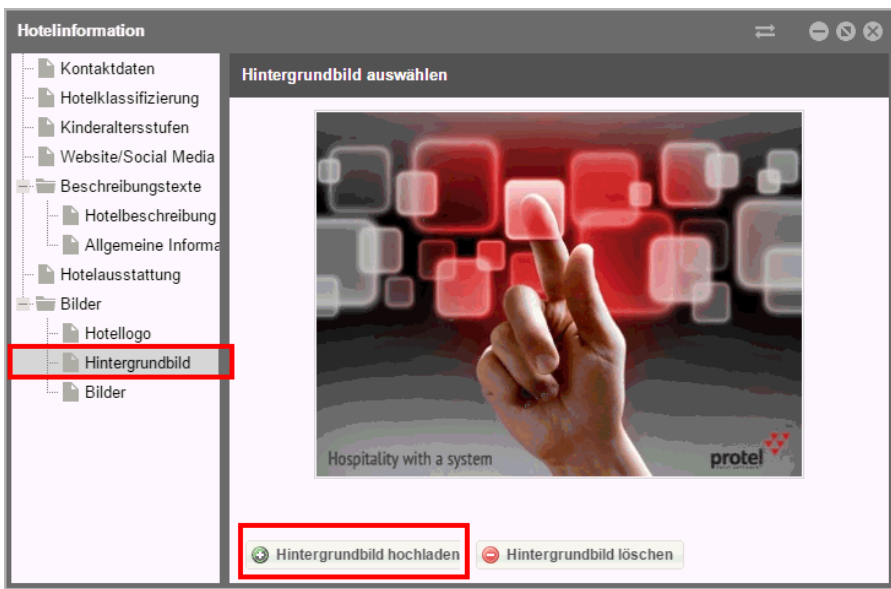 Hotelinformation
Kontaktdaten
Hotelklassifizierung
Kinderaltersstufen
Website/Social Media
Beschreibungstexte
Hotelbeschreibung
Allgemeine Informa
Hotelausstattung
Bilder
Hotellogo
Hintergrundbild
Bilder
Hintergrundbild auswählen
Hospitality with a system
protel
Hintergrundbild hochladen
Hintergrundbild löschen